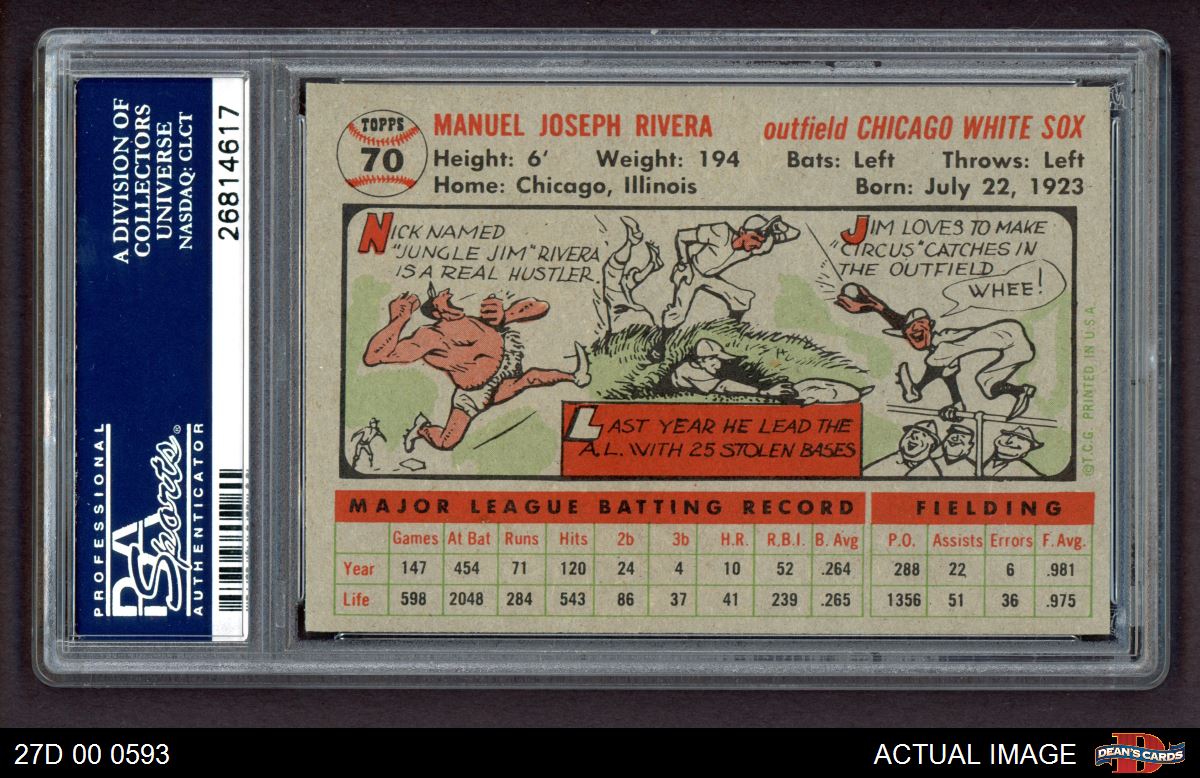 A DIVISION OF
COLLECTORS
UNIVERSE
NASDAQ: CLCT
26814617
PROFESSIONAL
PSA
Sports®
AUTHENTICATOR
TOPPS
70
MANUEL JOSEPH RIVERA outfield CHICAGO WHITE SOX
Height: 6' Weight: 194 Bats: Left Throws: Left
Home: Chicago, Illinois Born: July 22, 1923
NICK NAMED
"JUNGLE JIM" RIVERA
IS A REAL HUSTLER
JIM LOVES TO MAKE
"CIRCUS" CATCHES IN
THE OUTFIELD
WHEE!
LAST YEAR HE LEAD THE
A.L. WITH 25 STOLEN BASES
©T.C.G. PRINTED IN U.S.A
MAJOR LEAGUE BATTING RECORD FIELDING
Games At Bat Runs Hits 2b 3b H.R. R.B.I. B. Avg P.O. Assists Errors F. Avg.
Year 147 454 71 120 24 4 10 52 .264 288 22 6 .981
Life 598 2048 284 543 86 37 41 239 .265 1356 51 36 .975
27D 00 0593
ACTUAL IMAGE
D
DEAN'S CARDS